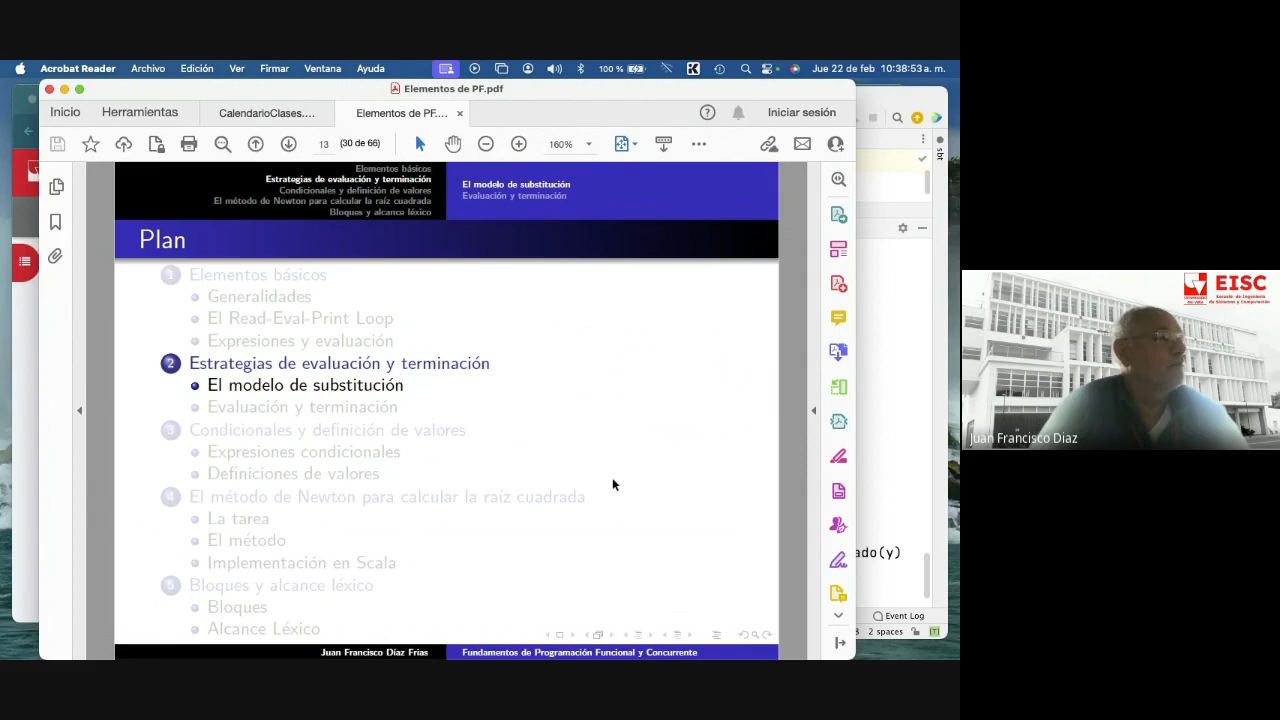 Acrobat Reader Archivo Edición Ver Firmar Ventana Ayuda 100 % Jue 22 de feb 10:38:53 a. m.
Elementos de PF.pdf
Inicio Herramientas CalendarioClases.... Elementos de PF.... × Iniciar sesión
13 (30 de 66) 160%
Elementos básicos
Estrategias de evaluación y terminación
Condicionales y definición de valores
El método de Newton para calcular la raíz cuadrada
Bloques y alcance léxico
El modelo de substitución
Evaluación y terminación
Plan
1 Elementos básicos
Generalidades
El Read-Eval-Print Loop
Expresiones y evaluación
2 Estrategias de evaluación y terminación
El modelo de substitución
Evaluación y terminación
3 Condicionales y definición de valores
Expresiones condicionales
Definiciones de valores
4 El método de Newton para calcular la raíz cuadrada
La tarea
El método
Implementación en Scala
5 Bloques y alcance léxico
Bloques
Alcance Léxico
Juan Francisco Díaz Frias Fundamentos de Programación Funcional y Concurrente
sbt
ado(y)
Event Log
2 spaces
EISC
Escuela de Ingeniería
de Sistemas y Computación
Juan Francisco Diaz